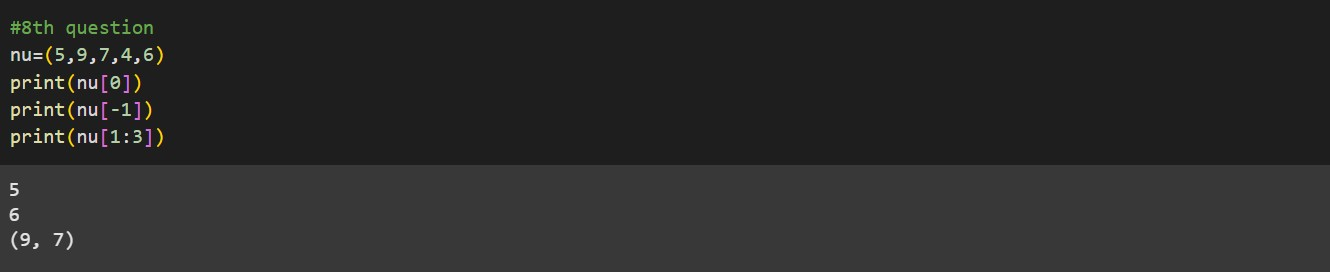 #8th question
nu=(5,9,7,4,6)
print(nu[0])
print(nu[-1])
print(nu[1:3])
5
6
(9, 7)